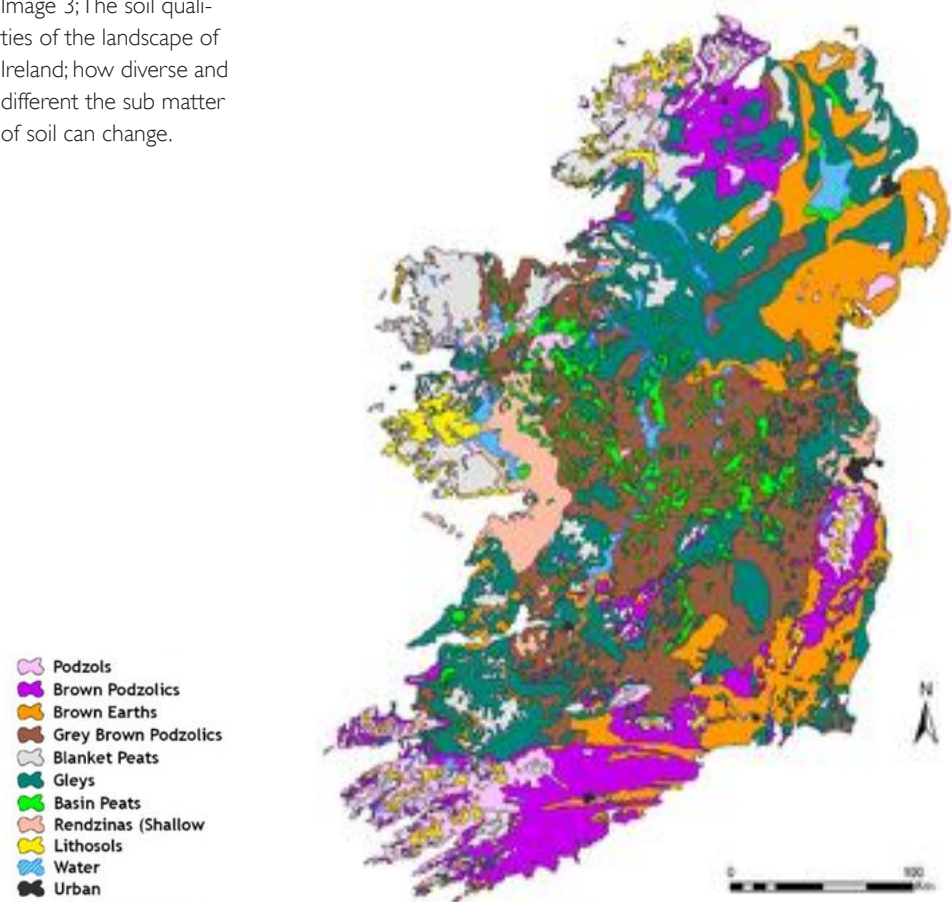 Image 3; The soil quali-
ties of the landscape of
Ireland; how diverse and
different the sub matter
of soil can change.
Podzols
Brown Podzolics
Brown Earths
Grey Brown Podzolics
Blanket Peats
Gleys
Basin Peats
Rendzinas (Shallow
Lithosols
Water
Urban
N
0 100